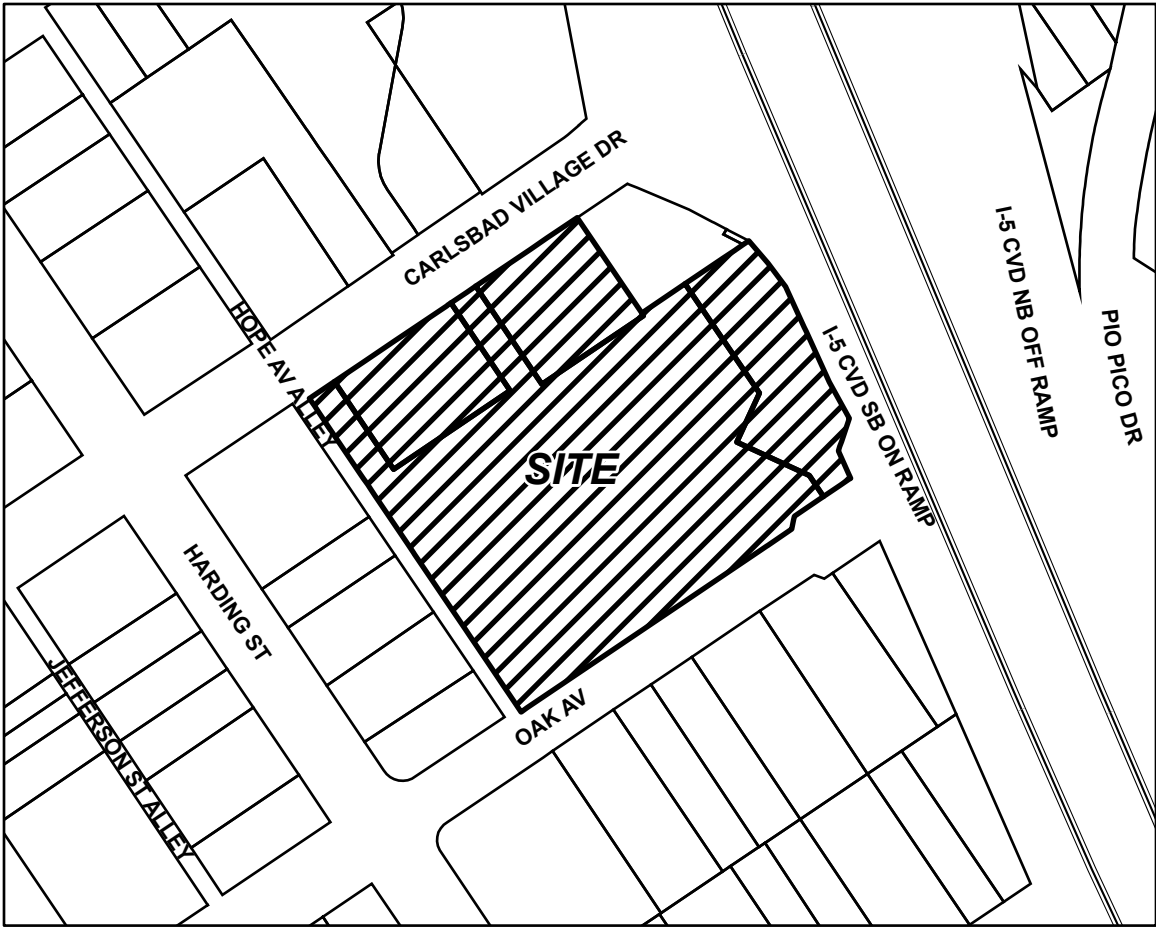 CARLSBAD VILLAGE DR
I-5 CVD NB OFF RAMP
HOPE AV ALLEY
PIO PICO DR
I-5 CVD SB ON RAMP
SITE
HARDING ST
JEFFERSON ST ALLEY
OAK AV